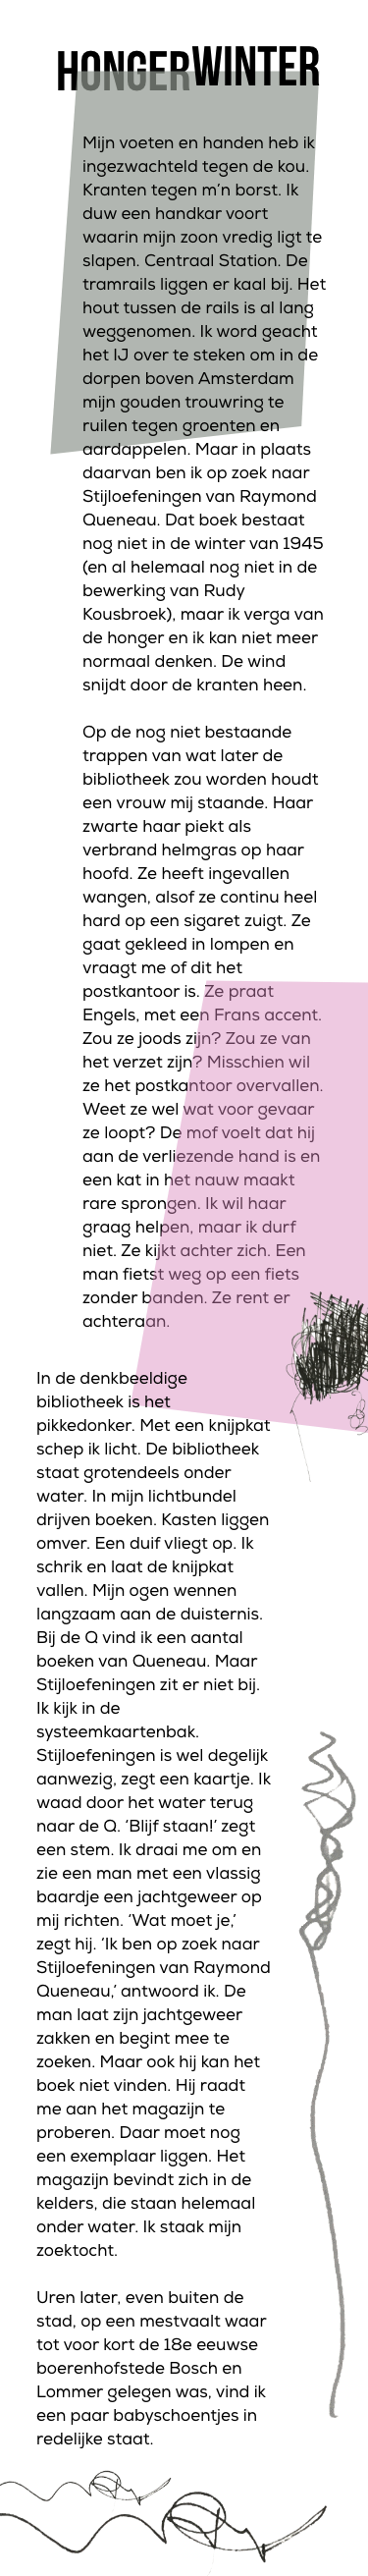 HONGERWINTER
Mijn voeten en handen heb ik
ingezwachteld tegen de kou.
Kranten tegen m’n borst. Ik
duw een handkar voort
waarin mijn zoon vredig ligt te
slapen. Centraal Station. De
tramrails liggen er kaal bij. Het
hout tussen de rails is al lang
weggenomen. Ik word geacht
het IJ over te steken om in de
dorpen boven Amsterdam
mijn gouden trouwring te
ruilen tegen groenten en
aardappelen. Maar in plaats
daarvan ben ik op zoek naar
Stijloefeningen van Raymond
Queneau. Dat boek bestaat
nog niet in de winter van 1945
(en al helemaal nog niet in de
bewerking van Rudy
Kousbroek), maar ik verga van
de honger en ik kan niet meer
normaal denken. De wind
snijdt door de kranten heen.
Op de nog niet bestaande
trappen van wat later de
bibliotheek zou worden houdt
een vrouw mij staande. Haar
zwarte haar piekt als
verbrand helmgras op haar
hoofd. Ze heeft ingevallen
wangen, alsof ze continu heel
hard op een sigaret zuigt. Ze
gaat gekleed in lompen en
vraagt me of dit het
postkantoor is. Ze praat
Engels, met een Frans accent.
Zou ze joods zijn? Zou ze van
het verzet zijn? Misschien wil
ze het postkantoor overvallen.
Weet ze wel wat voor gevaar
ze loopt? De mof voelt dat hij
aan de verliezende hand is en
een kat in het nauw maakt
rare sprongen. Ik wil haar
graag helpen, maar ik durf
niet. Ze kijkt achter zich. Een
man fietst weg op een fiets
zonder banden. Ze rent er
achteraan.
In de denkbeeldige
bibliotheek is het
pikkedonker. Met een knijpkat
schep ik licht. De bibliotheek
staat grotendeels onder
water. In mijn lichtbundel
drijven boeken. Kasten liggen
omver. Een duif vliegt op. Ik
schrik en laat de knijpkat
vallen. Mijn ogen wennen
langzaam aan de duisternis.
Bij de Q vind ik een aantal
boeken van Queneau. Maar
Stijloefeningen zit er niet bij.
Ik kijk in de
systeemkaartenbak.
Stijloefeningen is wel degelijk
aanwezig, zegt een kaartje. Ik
waad door het water terug
naar de Q. ‘Blijf staan!’ zegt
een stem. Ik draai me om en
zie een man met een vlassig
baardje een jachtgeweer op
mij richten. ‘Wat moet je,’
zegt hij. ‘Ik ben op zoek naar
Stijloefeningen van Raymond
Queneau,’ antwoord ik. De
man laat zijn jachtgeweer
zakken en begint mee te
zoeken. Maar ook hij kan het
boek niet vinden. Hij raadt
me aan het magazijn te
proberen. Daar moet nog
een exemplaar liggen. Het
magazijn bevindt zich in de
kelders, die staan helemaal
onder water. Ik staak mijn
zoektocht.
Uren later, even buiten de
stad, op een mestvaalt waar
tot voor kort de 18e eeuwse
boerenhofstede Bosch en
Lommer gelegen was, vind ik
een paar babyschoentjes in
redelijke staat.